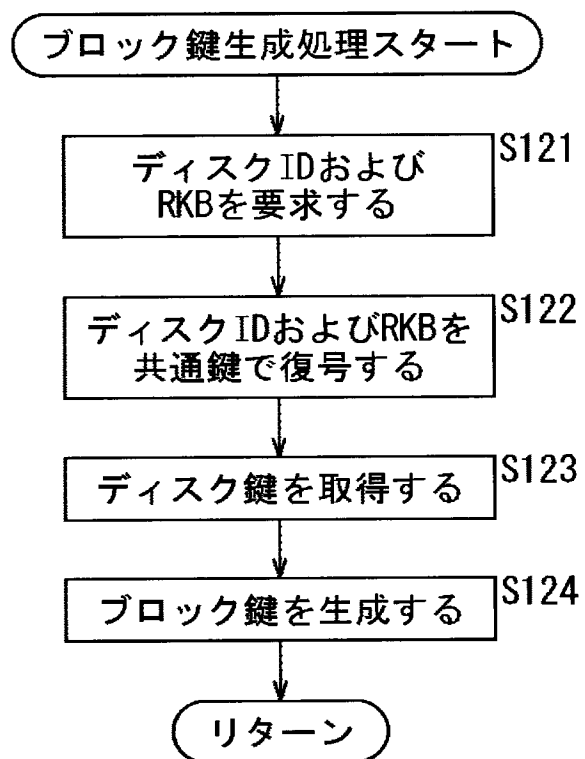 ブロック鍵生成処理スタート
S121
ディスクIDおよび
RKBを要求する
S122
ディスクIDおよびRKBを
共通鍵で復号する
S123
ディスク鍵を取得する
S124
ブロック鍵を生成する
リターン